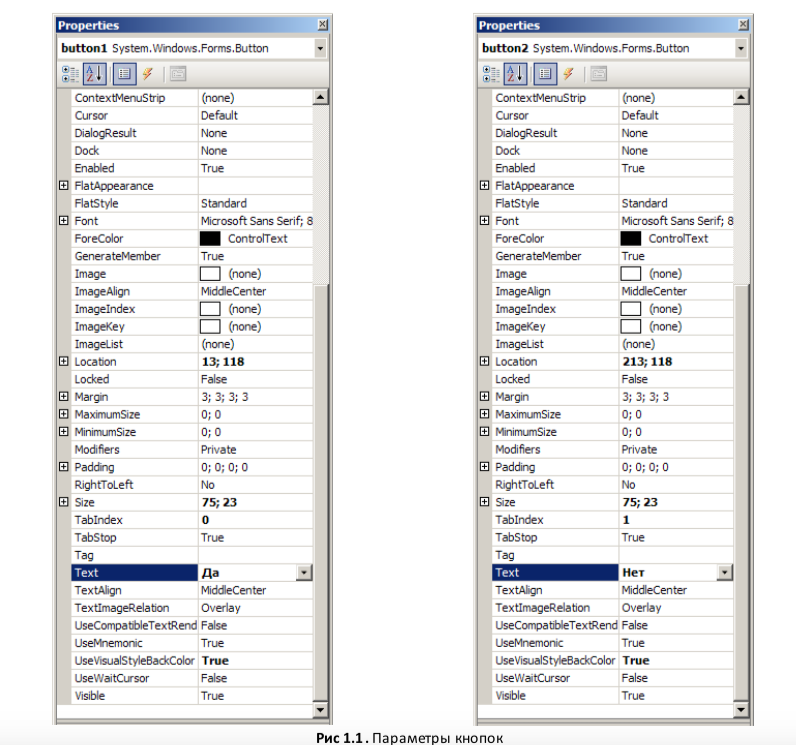 Properties
button1 System.Windows.Forms.Button
ContextMenuStrip (none)
Cursor Default
DialogResult None
Dock None
Enabled True
FlatAppearance
FlatStyle Standard
Font Microsoft Sans Serif; 8
ForeColor ControlText
GenerateMember True
Image (none)
ImageAlign MiddleCenter
ImageIndex (none)
ImageKey (none)
ImageList (none)
Location 13; 118
Locked False
Margin 3; 3; 3; 3
MaximumSize 0; 0
MinimumSize 0; 0
Modifiers Private
Padding 0; 0; 0; 0
RightToLeft No
Size 75; 23
TabIndex 0
TabStop True
Tag
Text Да
TextAlign MiddleCenter
TextImageRelation Overlay
UseCompatibleTextRend False
UseMnemonic True
UseVisualStyleBackColor True
UseWaitCursor False
Visible True
Properties
button2 System.Windows.Forms.Button
ContextMenuStrip (none)
Cursor Default
DialogResult None
Dock None
Enabled True
FlatAppearance
FlatStyle Standard
Font Microsoft Sans Serif; 8
ForeColor ControlText
GenerateMember True
Image (none)
ImageAlign MiddleCenter
ImageIndex (none)
ImageKey (none)
ImageList (none)
Location 213; 118
Locked False
Margin 3; 3; 3; 3
MaximumSize 0; 0
MinimumSize 0; 0
Modifiers Private
Padding 0; 0; 0; 0
RightToLeft No
Size 75; 23
TabIndex 1
TabStop True
Tag
Text Нет
TextAlign MiddleCenter
TextImageRelation Overlay
UseCompatibleTextRend False
UseMnemonic True
UseVisualStyleBackColor True
UseWaitCursor False
Visible True
Рис 1.1. Параметры кнопок